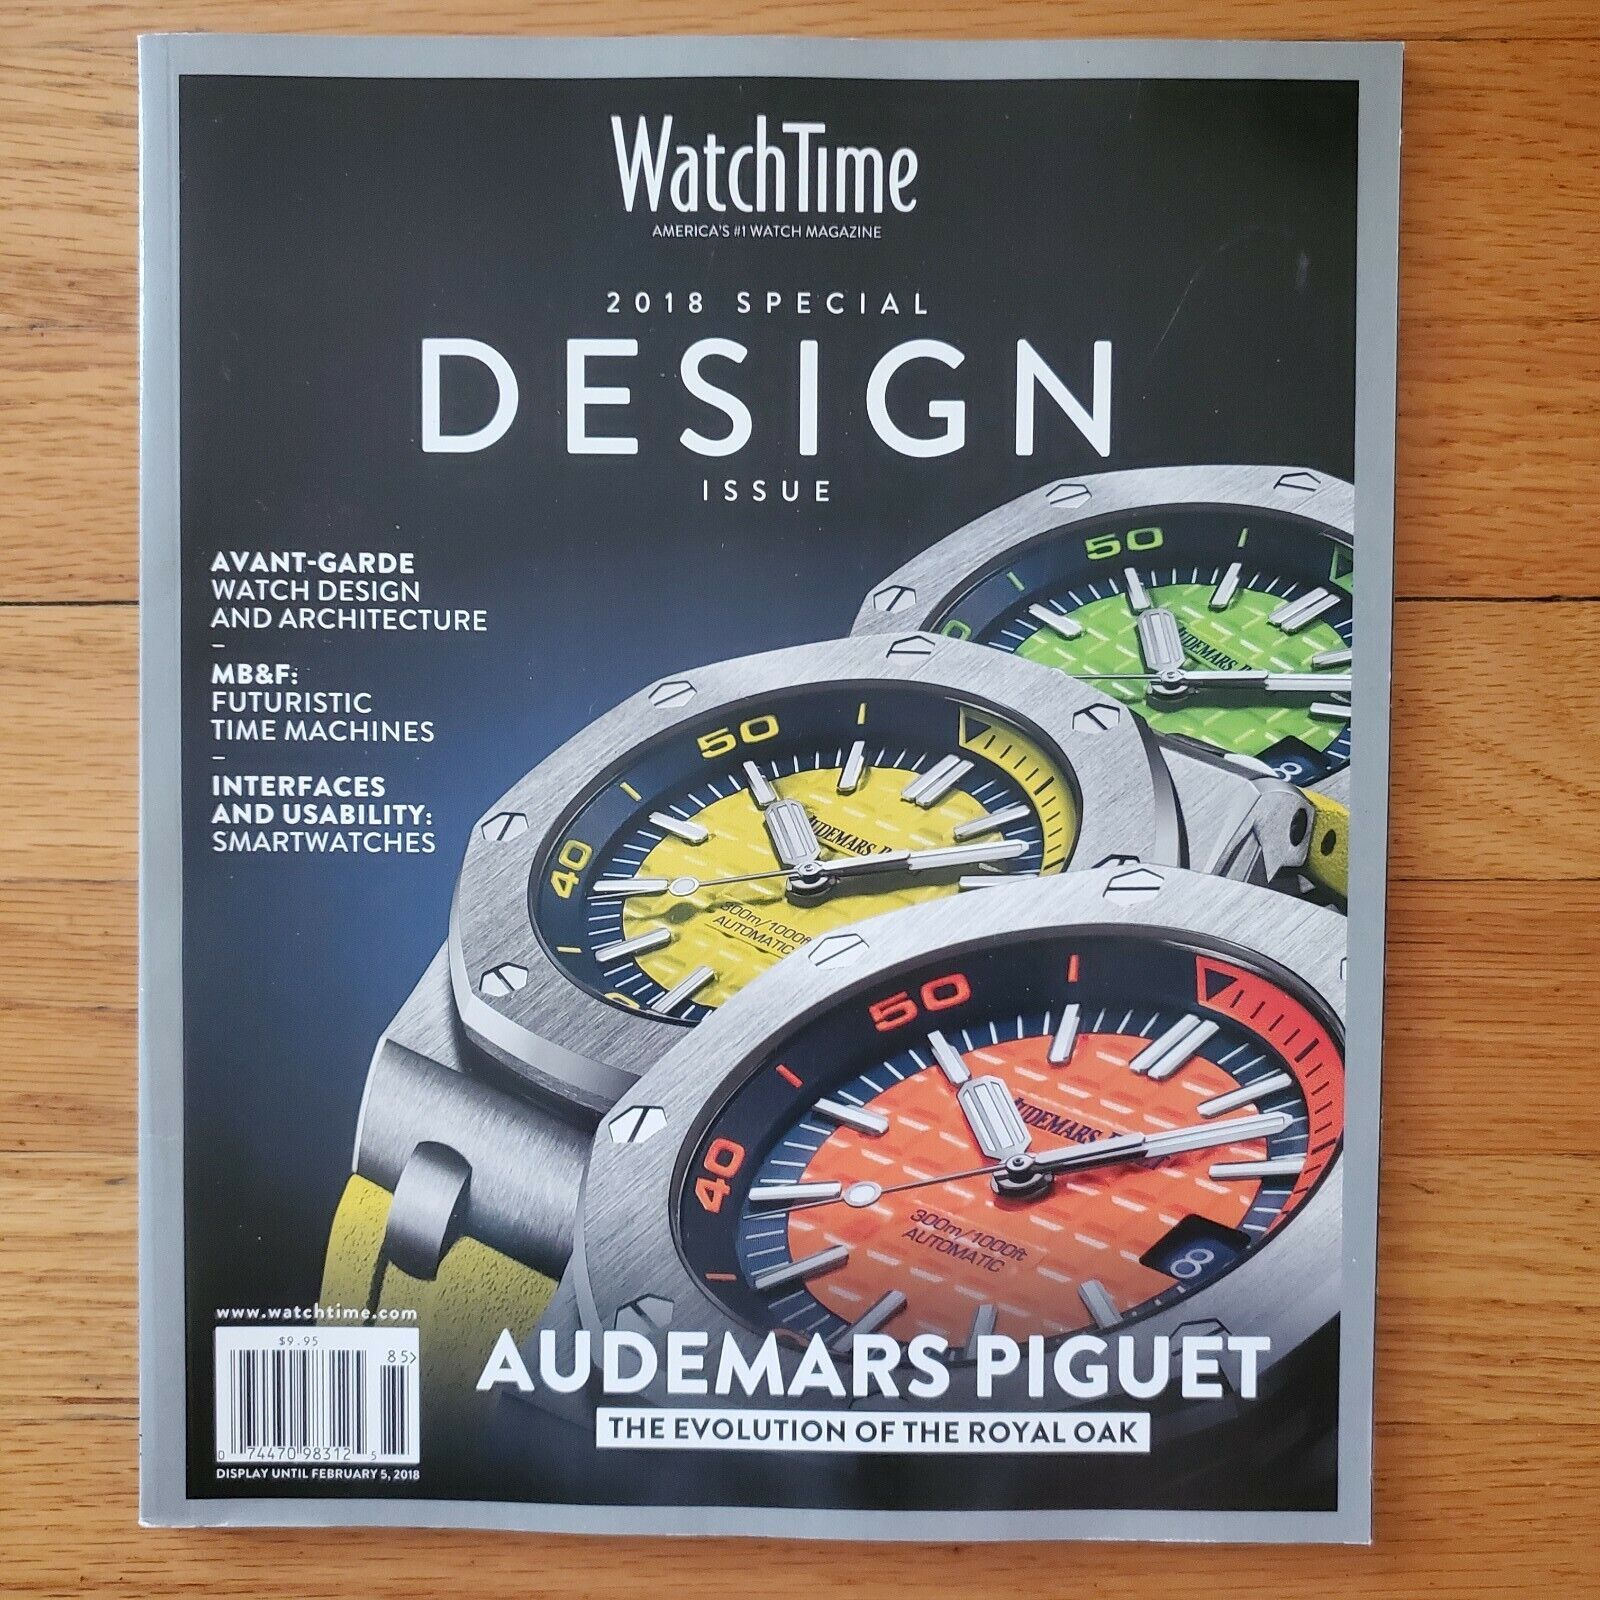 WatchTime
AMERICA'S #1 WATCH MAGAZINE
2018 SPECIAL
DESIGN
ISSUE
AVANT-GARDE
WATCH DESIGN
AND ARCHITECTURE
–
MB&F:
FUTURISTIC
TIME MACHINES
–
INTERFACES
AND USABILITY:
SMARTWATCHES
50
AUDEMARS
8
50
40
AUDEMARS
300m/1000ft
AUTOMATIC
50
40
AUDEMARS
300m/1000ft
AUTOMATIC
8
www.watchtime.com
$9.95
85>
0 74470 98312 5
DISPLAY UNTIL FEBRUARY 5, 2018
AUDEMARS PIGUET
THE EVOLUTION OF THE ROYAL OAK